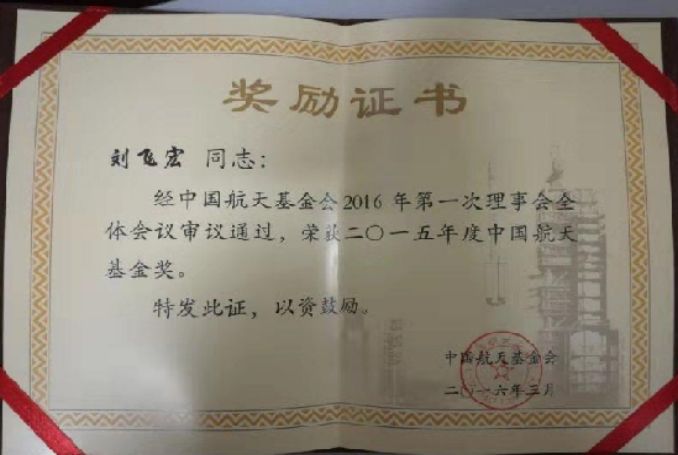 奖励证书
刘飞宏 同志：
经中国航天基金会2016年第一次理事会全
体会议审议通过，荣获二〇一五年度中国航天
基金奖。
特发此证，以资鼓励。
中国航天基金会
二〇一六年三月